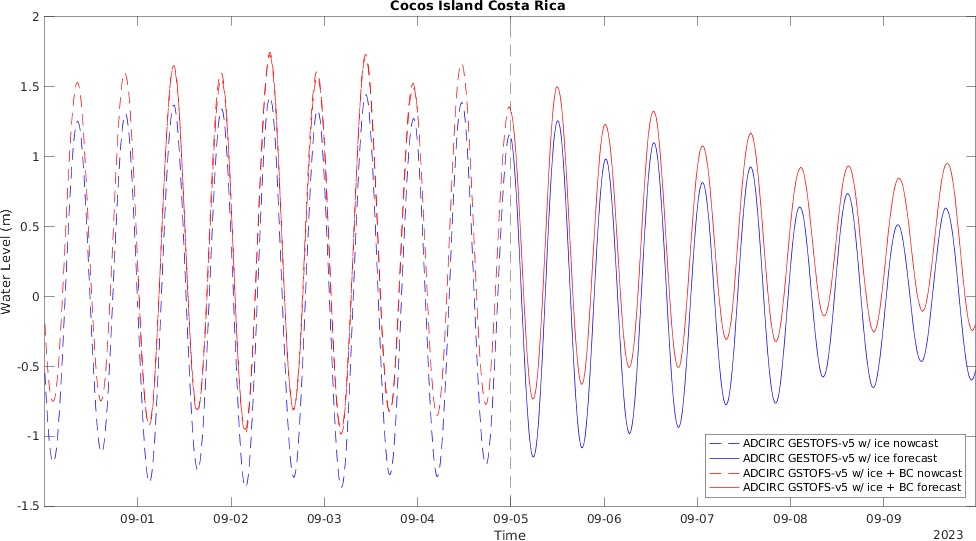 Cocos Island Costa Rica
2
1.5
1
0.5
0
-0.5
-1
-1.5
Water Level (m)
09-01
09-02
09-03
09-04
09-05
09-06
09-07
09-08
09-09
Time
2023
ADCIRC GESTOFS-v5 w/ ice nowcast
ADCIRC GESTOFS-v5 w/ ice forecast
ADCIRC GSTOFS-v5 w/ ice + BC nowcast
ADCIRC GSTOFS-v5 w/ ice + BC forecast